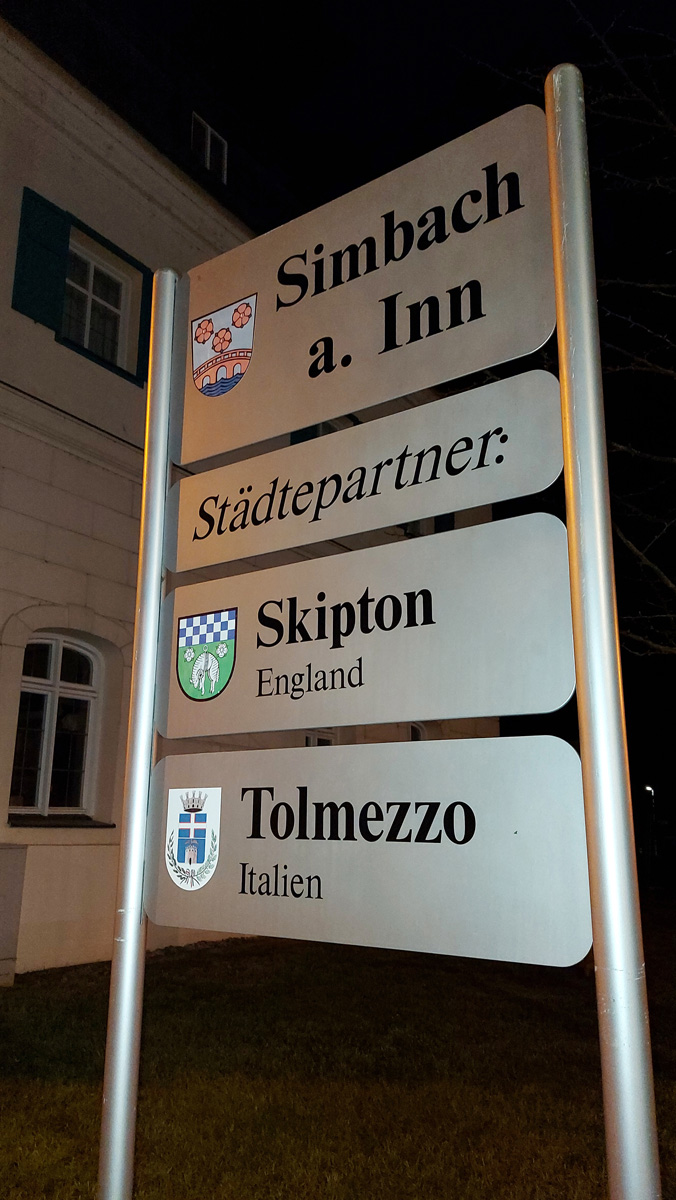 Simbach
a. Inn
Städtepartner:
Skipton
England
Tolmezzo
Italien